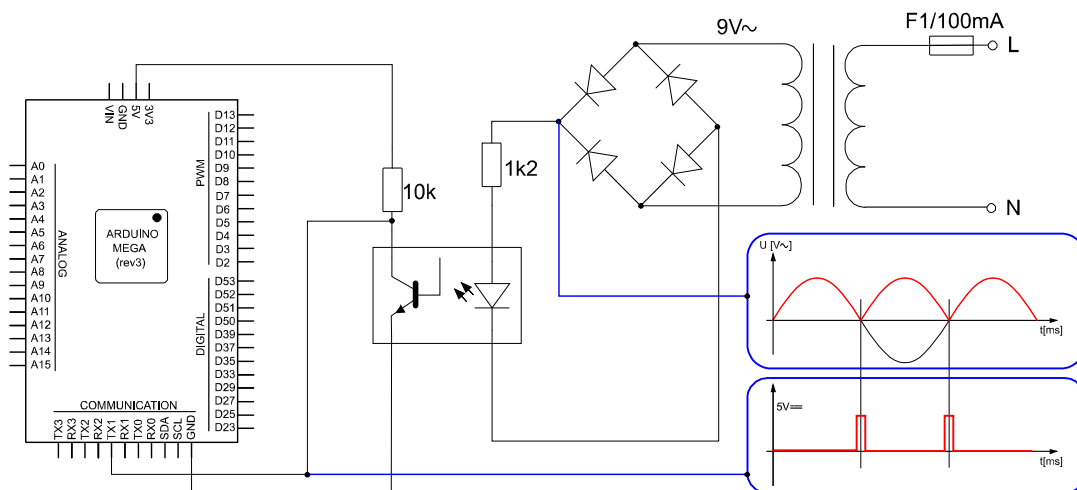 F1/100mA
9V~
L
N
VIN
GND
5V
3V3
D13
D12
D11
D10
D9
D8
D7
D6
D5
D4
D3
D2
PWM
A0
A1
A2
A3
A4
A5
A6
A7
A8
A9
A10
A11
A12
A13
A14
A15
ANALOG
ARDUINO
MEGA
(rev3)
D53
D52
D51
D50
D39
D37
D35
D33
D29
D27
D25
D23
DIGITAL
COMMUNICATION
TX3
RX3
TX2
RX2
TX1
RX1
TX0
RX0
SDA
SCL
GND
10k
1k2
U [V~]
t[ms]
5V
t[ms]